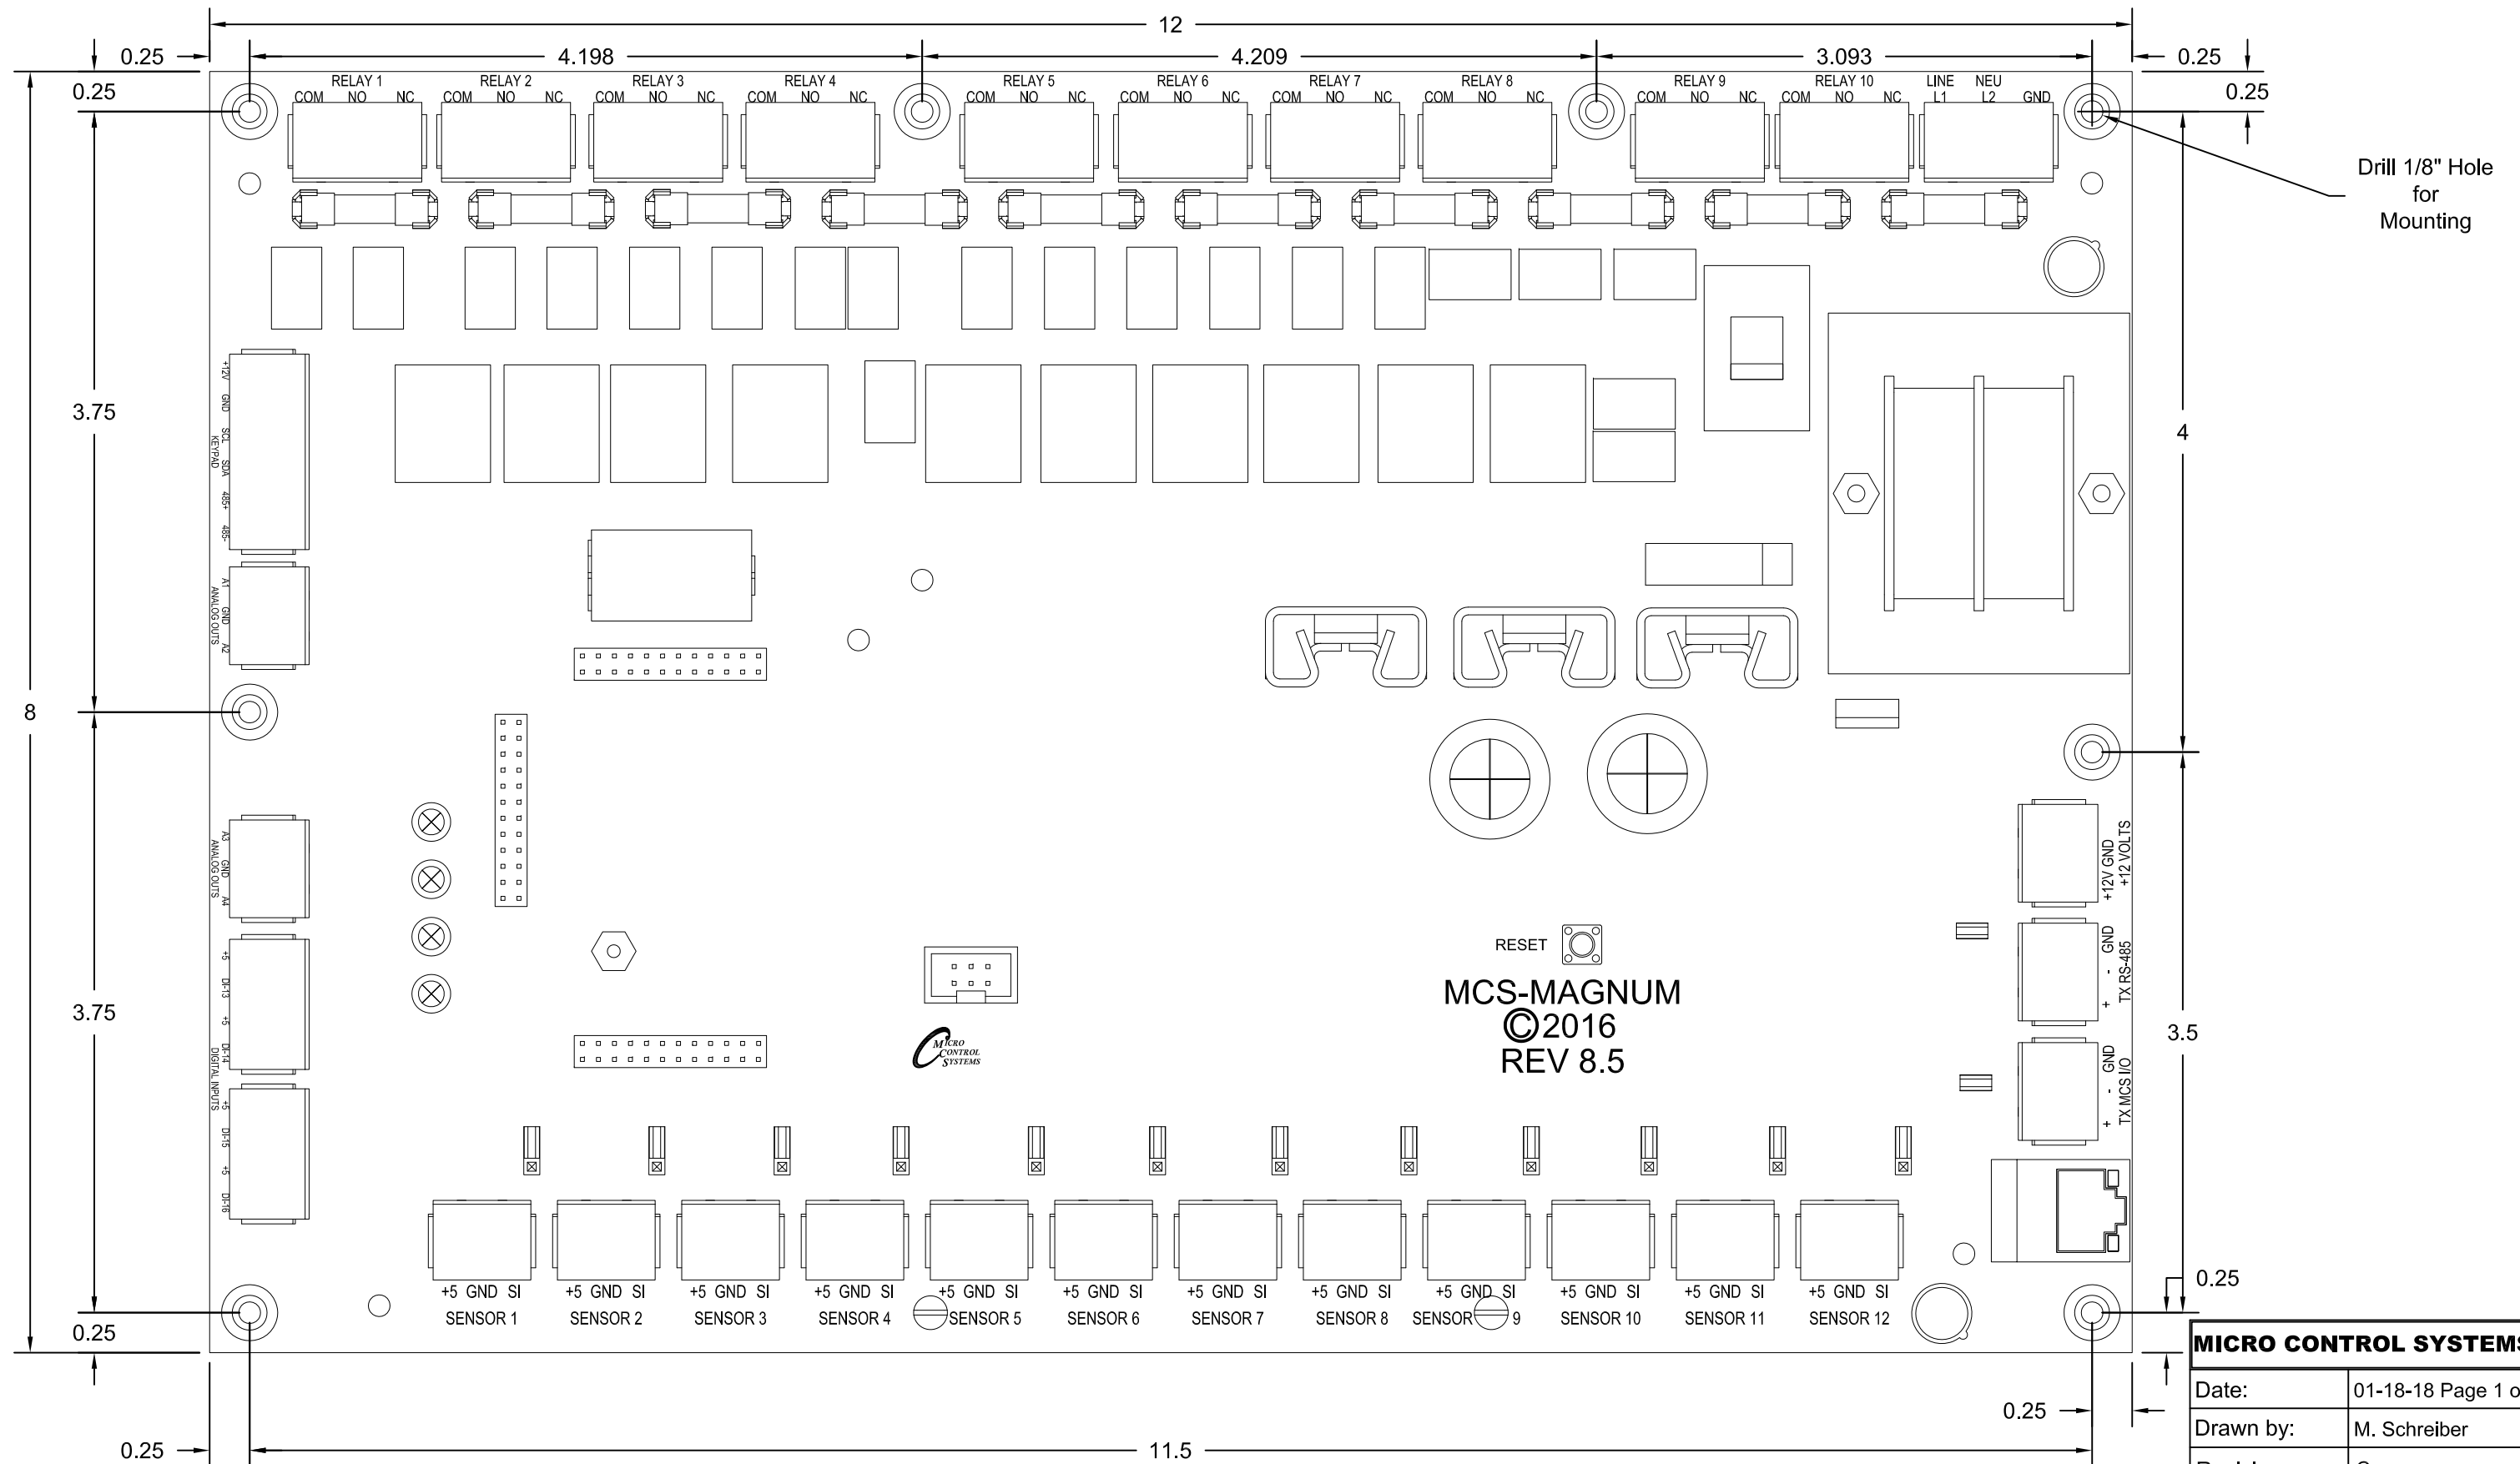 12
0.25 4.198 4.209 3.093 0.25
0.25
0.25
RELAY 1 RELAY 2 RELAY 3 RELAY 4 RELAY 5 RELAY 6 RELAY 7 RELAY 8 RELAY 9 RELAY 10 LINE NEU
COM NO NC COM NO NC COM NO NC COM NO NC COM NO NC COM NO NC COM NO NC COM NO NC COM NO NC COM NO NC L1 L2 GND
Drill 1/8" Hole
for
Mounting
+12V GND SCL SDA 485+ 485-
KEYPAD
3.75
4
A1 GND A2
ANALOG OUTS
8
A3 GND A4
ANALOG OUTS
+12V GND
+12 VOLTS
+5 DI-13 +5 DI-14
DIGITAL INPUTS
+5 DI-15 +5 DI-16
RESET
MCS-MAGNUM
©2016
REV 8.5
MICRO
CONTROL
SYSTEMS
+ - GND
TX RS-485
3.75
3.5
+ - GND
TX MCS I/O
+5 GND SI +5 GND SI +5 GND SI +5 GND SI +5 GND SI +5 GND SI +5 GND SI +5 GND SI +5 GND SI +5 GND SI +5 GND SI +5 GND SI
SENSOR 1 SENSOR 2 SENSOR 3 SENSOR 4 SENSOR 5 SENSOR 6 SENSOR 7 SENSOR 8 SENSOR 9 SENSOR 10 SENSOR 11 SENSOR 12
0.25
0.25
MICRO CONTROL SYSTEMS
Date: 01-18-18 Page 1 o
0.25
Drawn by: M. Schreiber
0.25 11.5